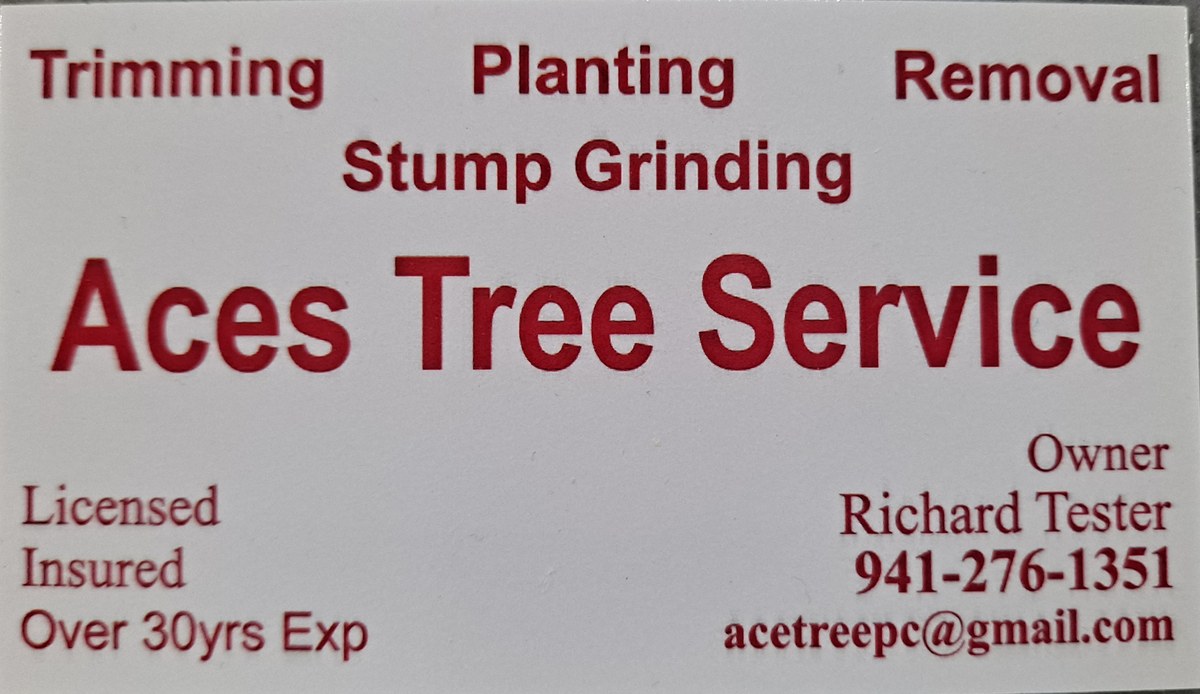 Trimming Planting Removal
Stump Grinding
Aces Tree Service
Owner
Licensed Richard Tester
Insured 941-276-1351
Over 30yrs Exp acetreepc@gmail.com